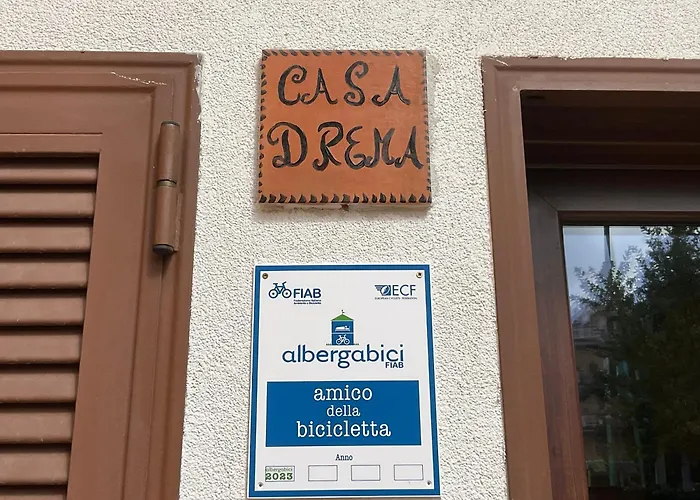 CASA
DREMA
FIAB
ECF
albergabici
FIAB
amico
della
bicicletta
Anno
albergabici
2023